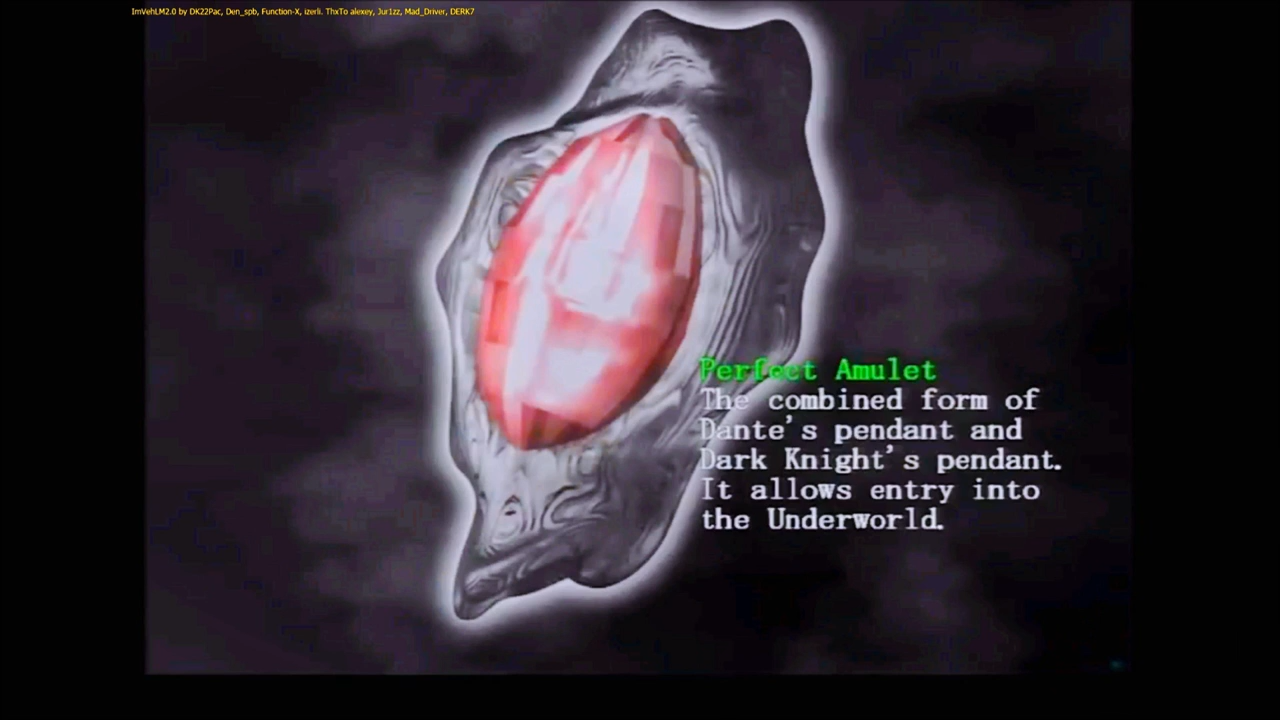 ImVehLM2.0 by DK22Pac, Den_spb, Function-X, izerli. ThxTo alexey, Jur1zz, Mad_Driver, DERK7
Perfect Amulet
The combined form of
Dante's pendant and
Dark Knight's pendant.
It allows entry into
the Underworld.